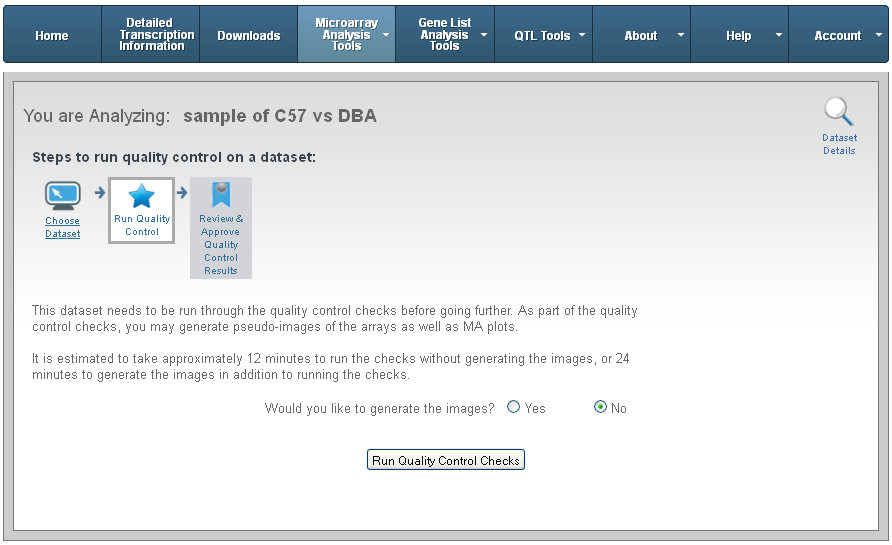 Home
Detailed
Transcription
Information
Downloads
Microarray
Analysis
Tools
Gene List
Analysis
Tools
QTL Tools
About
Help
Account
You are Analyzing: sample of C57 vs DBA
Dataset
Details
Steps to run quality control on a dataset:
Choose
Dataset
Run Quality
Control
Review &
Approve
Quality
Control
Results
This dataset needs to be run through the quality control checks before going further. As part of the quality
control checks, you may generate pseudo-images of the arrays as well as MA plots.
It is estimated to take approximately 12 minutes to run the checks without generating the images, or 24
minutes to generate the images in addition to running the checks.
Would you like to generate the images? Yes No
Run Quality Control Checks